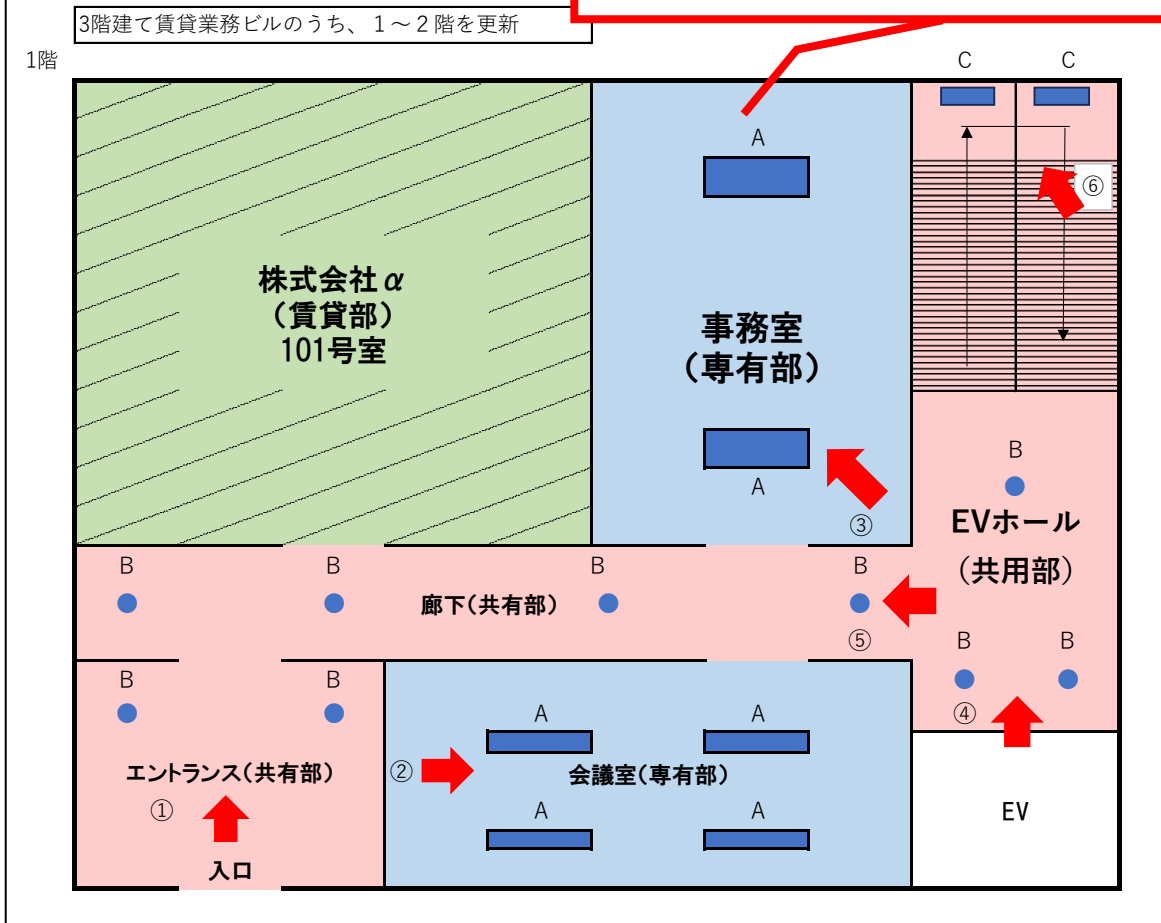 3階建て賃貸業務ビルのうち、１～２階を更新
1階
C C
A
⑥
株式会社α
（賃貸部）
101号室
事務室
（専有部）
A
③
B
EVホール
（共用部）
B B B B
廊下（共有部）
⑤
B B
B B
④
A A
エントランス（共有部）
②
会議室（専有部）
①
A A
EV
入口